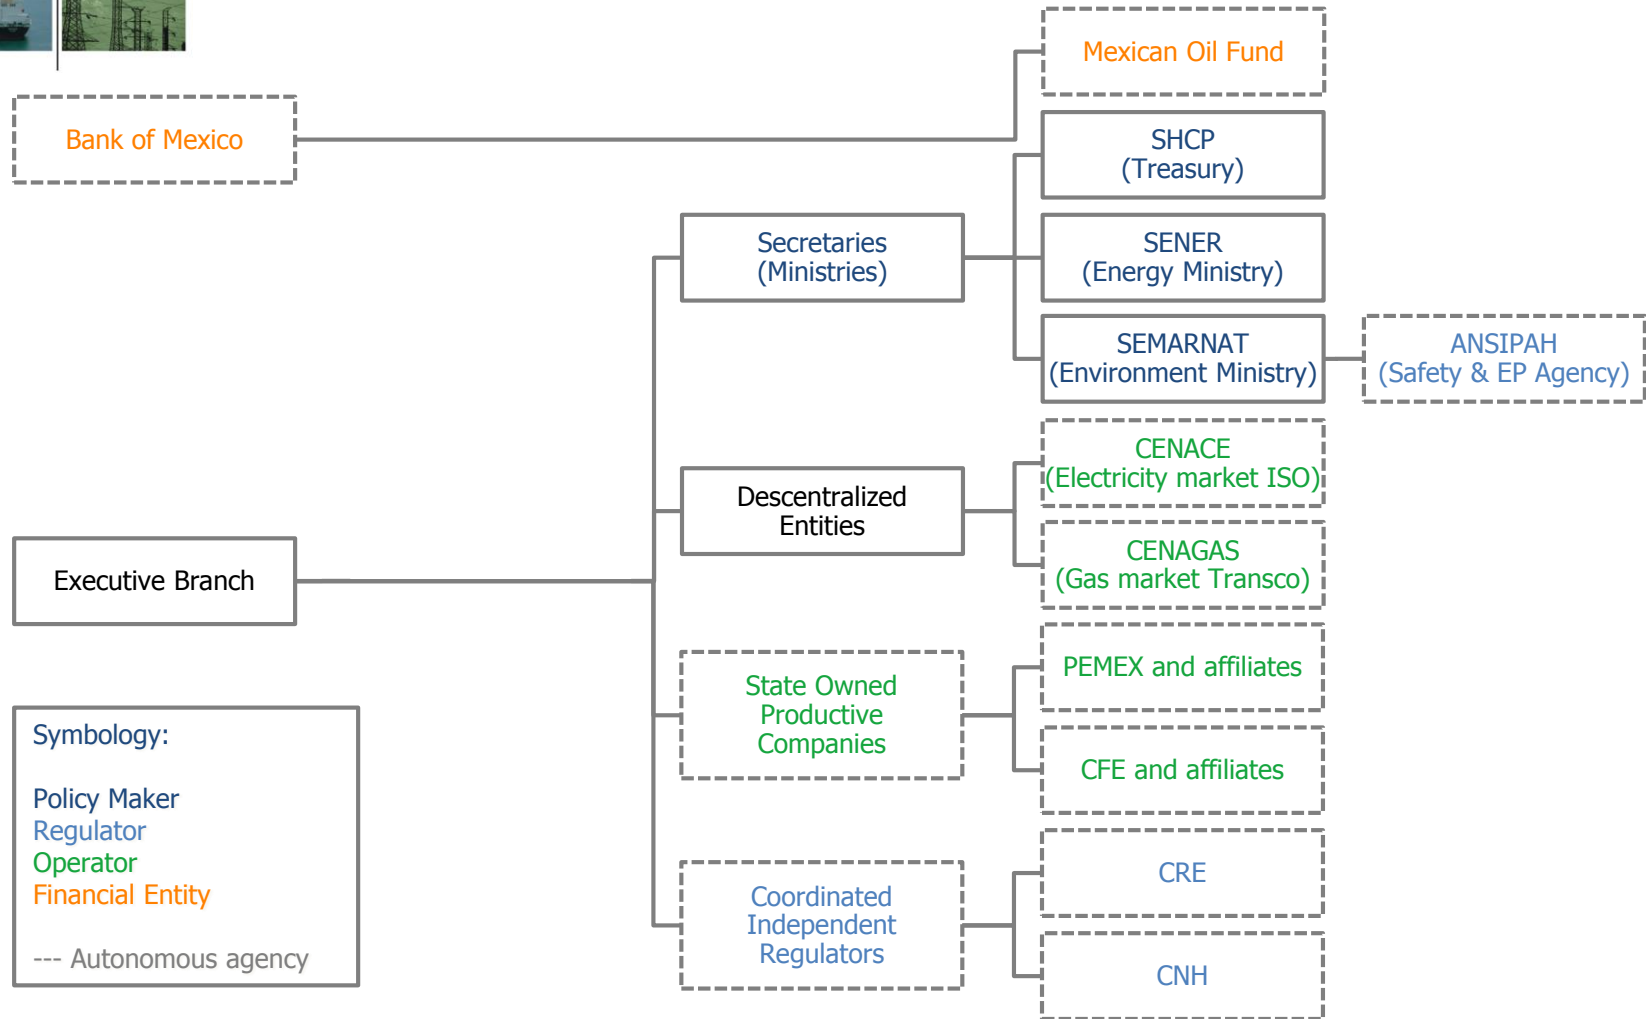 Mexican Oil Fund
Bank of Mexico
SHCP
(Treasury)
Secretaries
(Ministries)
SENER
(Energy Ministry)
SEMARNAT
(Environment Ministry)
ANSIPAH
(Safety & EP Agency)
CENACE
(Electricity market ISO)
Descentralized
Entities
CENAGAS
(Gas market Transco)
Executive Branch
State Owned
Productive
Companies
PEMEX and affiliates
CFE and affiliates
Symbology:
Policy Maker
Regulator
Operator
Financial Entity
--- Autonomous agency
Coordinated
Independent
Regulators
CRE
CNH